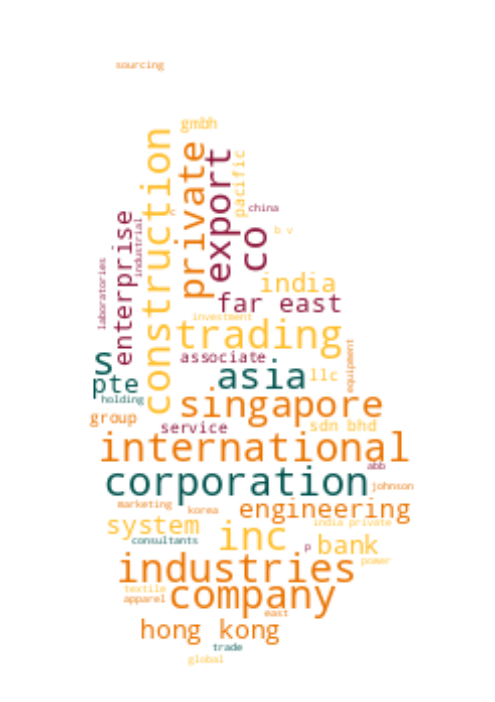 sourcing
gmbh
construction
private
export
pacific
c
china
co
b v
enterprise
industrial
laboratories
india
far east
investment
trading
associate
equipment
s
asia
llc
pte
holding
singapore
group
service
sdn bhd
international
abb
corporation
johnson
marketing
korea
engineering
system
india private
inc
consultants
p
bank
industries
power
textile
company
apparel
east
hong kong
trade
global